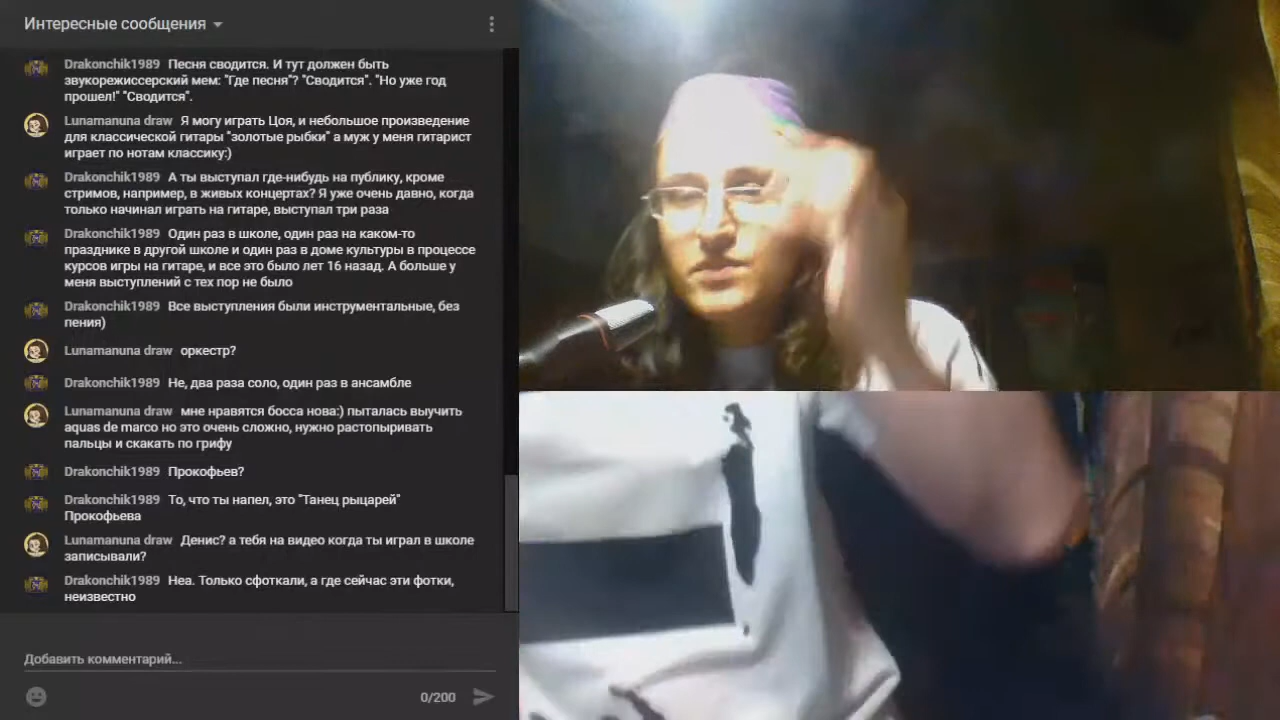 Интересные сообщения
Drakonchik1989 Песня сводится. И тут должен быть
звукорежиссерский мем: "Где песня"? "Сводится". "Но уже год
прошел!" "Сводится".
Lunamanuna draw Я могу играть Цоя, и небольшое произведение
для классической гитары "золотые рыбки" а муж у меня гитарист
играет по нотам классику:)
Drakonchik1989 А ты выступал где-нибудь на публику, кроме
стримов, например, в живых концертах? Я уже очень давно, когда
только начинал играть на гитаре, выступал три раза
Drakonchik1989 Один раз в школе, один раз на каком-то
празднике в другой школе и один раз в доме культуры в процессе
курсов игры на гитаре, и все это было лет 16 назад. А больше у
меня выступлений с тех пор не было
Drakonchik1989 Все выступления были инструментальные, без
пения)
Lunamanuna draw оркестр?
Drakonchik1989 Не, два раза соло, один раз в ансамбле
Lunamanuna draw мне нравятся босса нова:) пыталась выучить
aquas de marco но это очень сложно, нужно растопыривать
пальцы и скакать по грифу
Drakonchik1989 Прокофьев?
Drakonchik1989 То, что ты напел, это "Танец рыцарей"
Прокофьева
Lunamanuna draw Денис? а тебя на видео когда ты играл в школе
записывали?
Drakonchik1989 Неа. Только сфоткали, а где сейчас эти фотки,
неизвестно
Добавить комментарий...
0/200